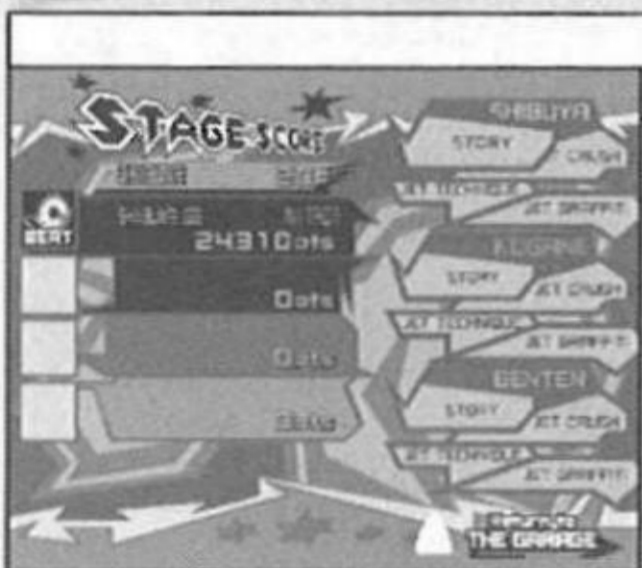 STAGE SCORE
BEAT
24310pts
0pts
0pts
SHIBUYA
STORY
CRUSH
JET TECHNIQUE
JET GRAFFITI
KOGANE
STORY
JET CRUSH
JET TECHNIQUE
JET GRAFFITI
BENTEN
STORY
JET CRUSH
JET TECHNIQUE
JET GRAFFITI
THE GARAGE